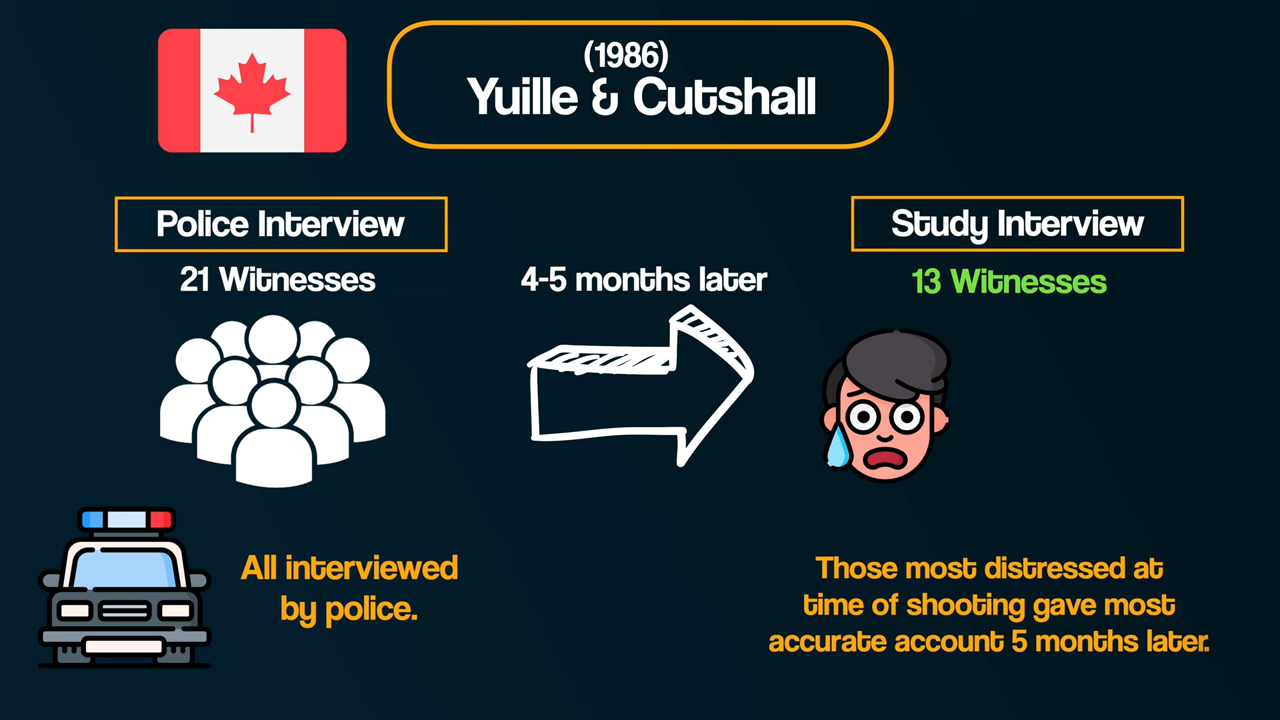 (1986)
Yuille & Cutshall
Police Interview
21 Witnesses
All interviewed
by police.
4-5 months later
Study Interview
13 Witnesses
Those most distressed at
time of shooting gave most
accurate account 5 months later.